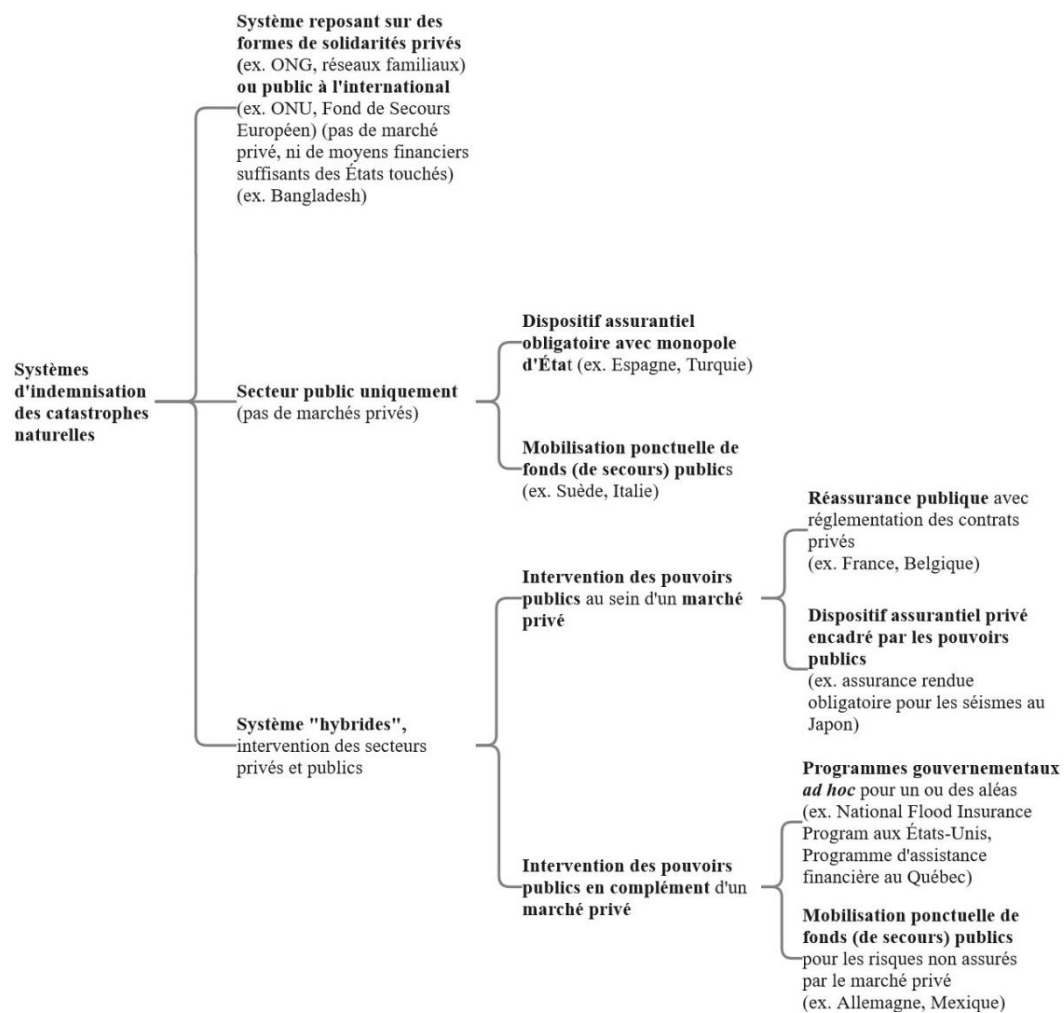 Système reposant sur des
formes de solidarités privés
(ex. ONG, réseaux familiaux)
ou public à l'international
(ex. ONU, Fond de Secours
Européen) (pas de marché
privé, ni de moyens financiers
suffisants des États touchés)
(ex. Bangladesh)
Systèmes
d'indemnisation
des catastrophes
naturelles
Secteur public uniquement
(pas de marchés privés)
Dispositif assurantiel
obligatoire avec monopole
d'État (ex. Espagne, Turquie)
Mobilisation ponctuelle de
fonds (de secours) publics
(ex. Suède, Italie)
Système "hybrides",
intervention des secteurs
privés et publics
Intervention des pouvoirs
publics au sein d'un marché
privé
Réassurance publique avec
réglementation des contrats
privés
(ex. France, Belgique)
Dispositif assurantiel privé
encadré par les pouvoirs
publics
(ex. assurance rendue
obligatoire pour les séismes au
Japon)
Intervention des pouvoirs
publics en complément d'un
marché privé
Programmes gouvernementaux
ad hoc pour un ou des aléas
(ex. National Flood Insurance
Program aux États-Unis,
Programme d'assistance
financière au Québec)
Mobilisation ponctuelle de
fonds (de secours) publics
pour les risques non assurés
par le marché privé
(ex. Allemagne, Mexique)